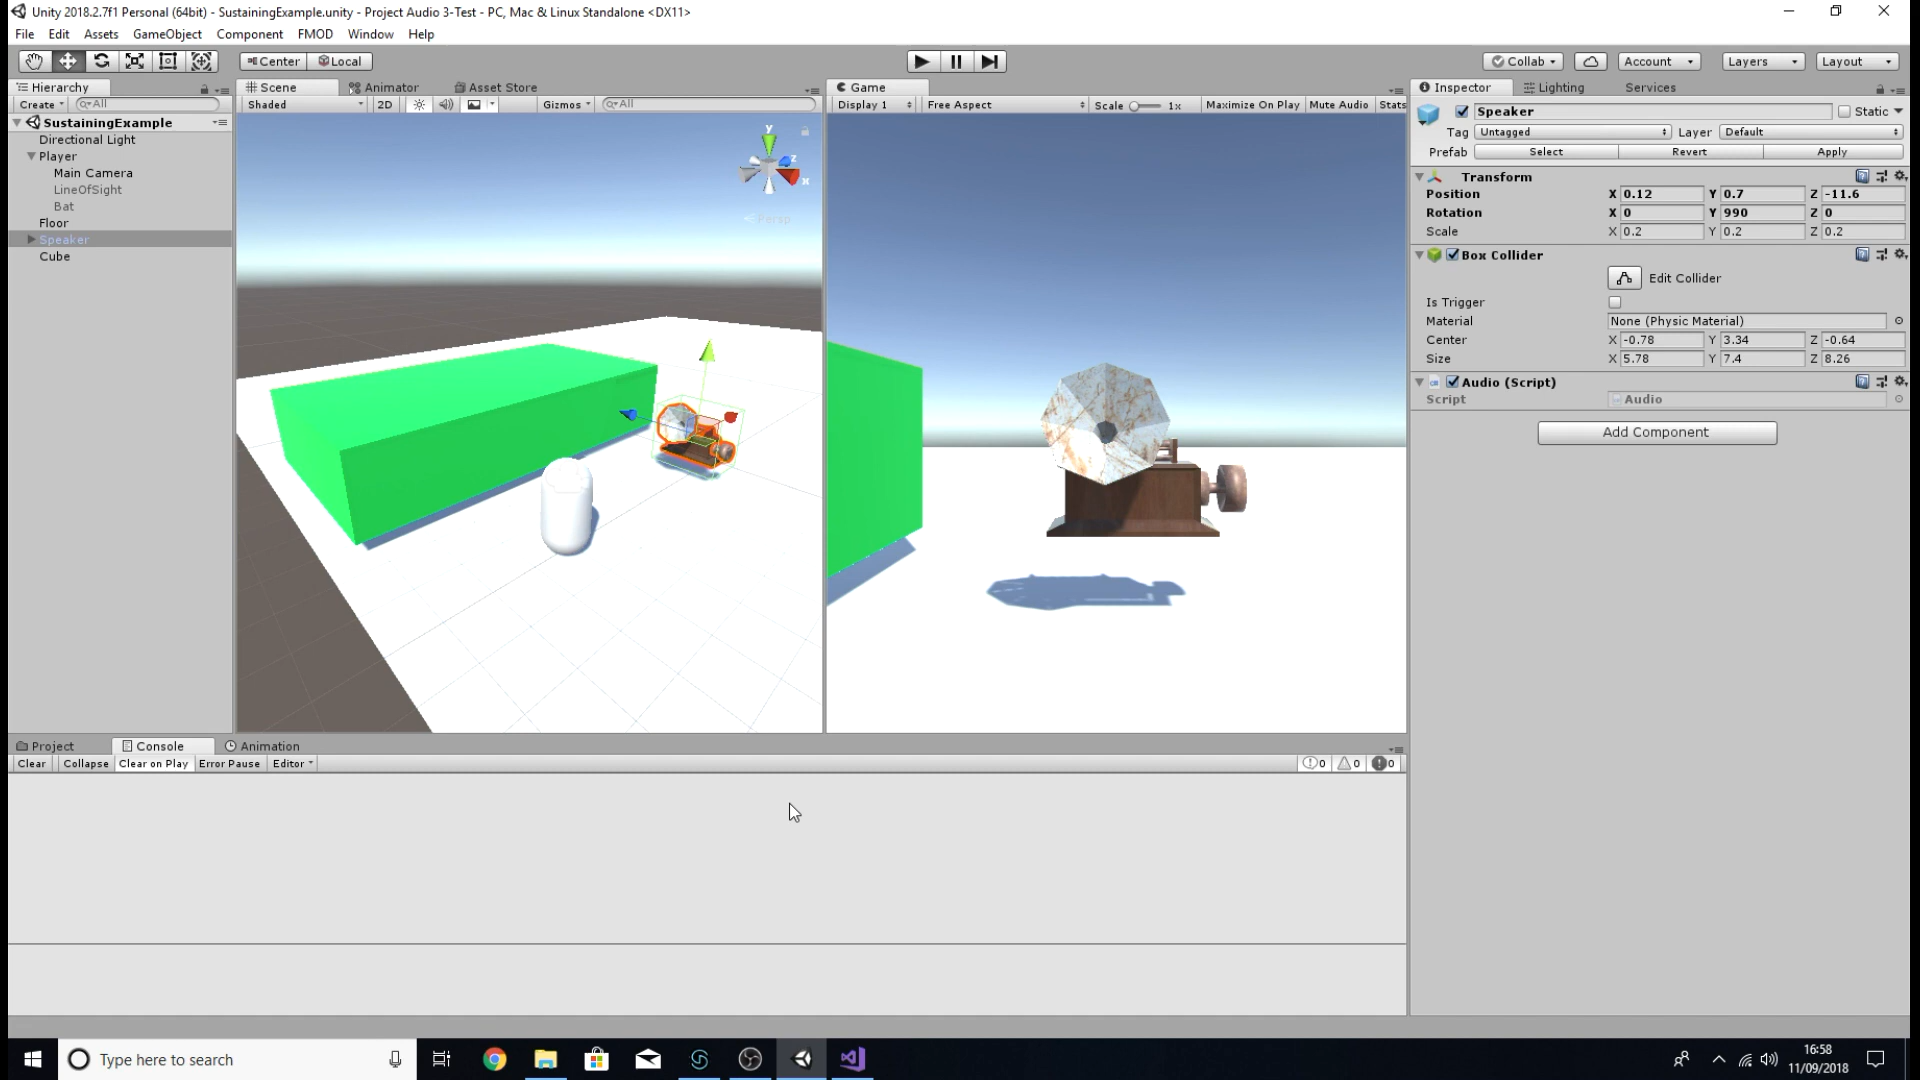 Unity 2018.2.7f1 Personal (64bit) - SustainingExample.unity - Project Audio 3-Test - PC, Mac & Linux Standalone <DX11>
File Edit Assets GameObject Component FMOD Window Help
Center Local Collab Account Layers Layout
Hierarchy Scene Animator Asset Store Game Inspector Lighting Services
Create All Shaded 2D Gizmos All Display 1 Free Aspect Scale 1x Maximize On Play Mute Audio Stats
SustainingExample
Directional Light
Player
Main Camera
LineOfSight
Bat
Floor
Speaker
Cube
y
z
x
Persp
Speaker Static
Tag Untagged Layer Default
Prefab Select Revert Apply
Transform
Position X 0.12 Y 0.7 Z -11.6
Rotation X 0 Y 990 Z 0
Scale X 0.2 Y 0.2 Z 0.2
Box Collider
Edit Collider
Is Trigger
Material None (Physic Material)
Center X -0.78 Y 3.34 Z -0.64
Size X 5.78 Y 7.4 Z 8.26
Audio (Script)
Script Audio
Add Component
Project Console Animation
Clear Collapse Clear on Play Error Pause Editor 0 0 0
Type here to search
16:58
11/09/2018